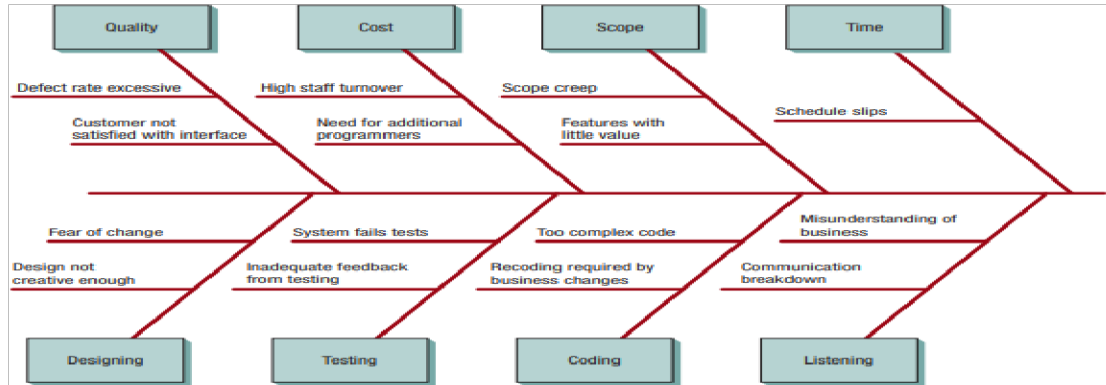 Quality
Cost
Scope
Time
Defect rate excessive
High staff turnover
Scope creep
Schedule slips
Customer not
satisfied with interface
Need for additional
programmers
Features with
little value
Fear of change
System fails tests
Too complex code
Misunderstanding of
business
Design not
creative enough
Inadequate feedback
from testing
Recoding required by
business changes
Communication
breakdown
Designing
Testing
Coding
Listening